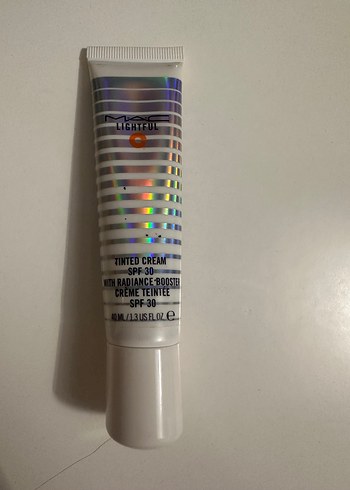 MAC
LIGHTFUL
C
TINTED CREAM
SPF 30
WITH RADIANCE BOOSTER
CRÈME TEINTÉE
SPF 30
40 ML / 1.3 US FL OZ ℮